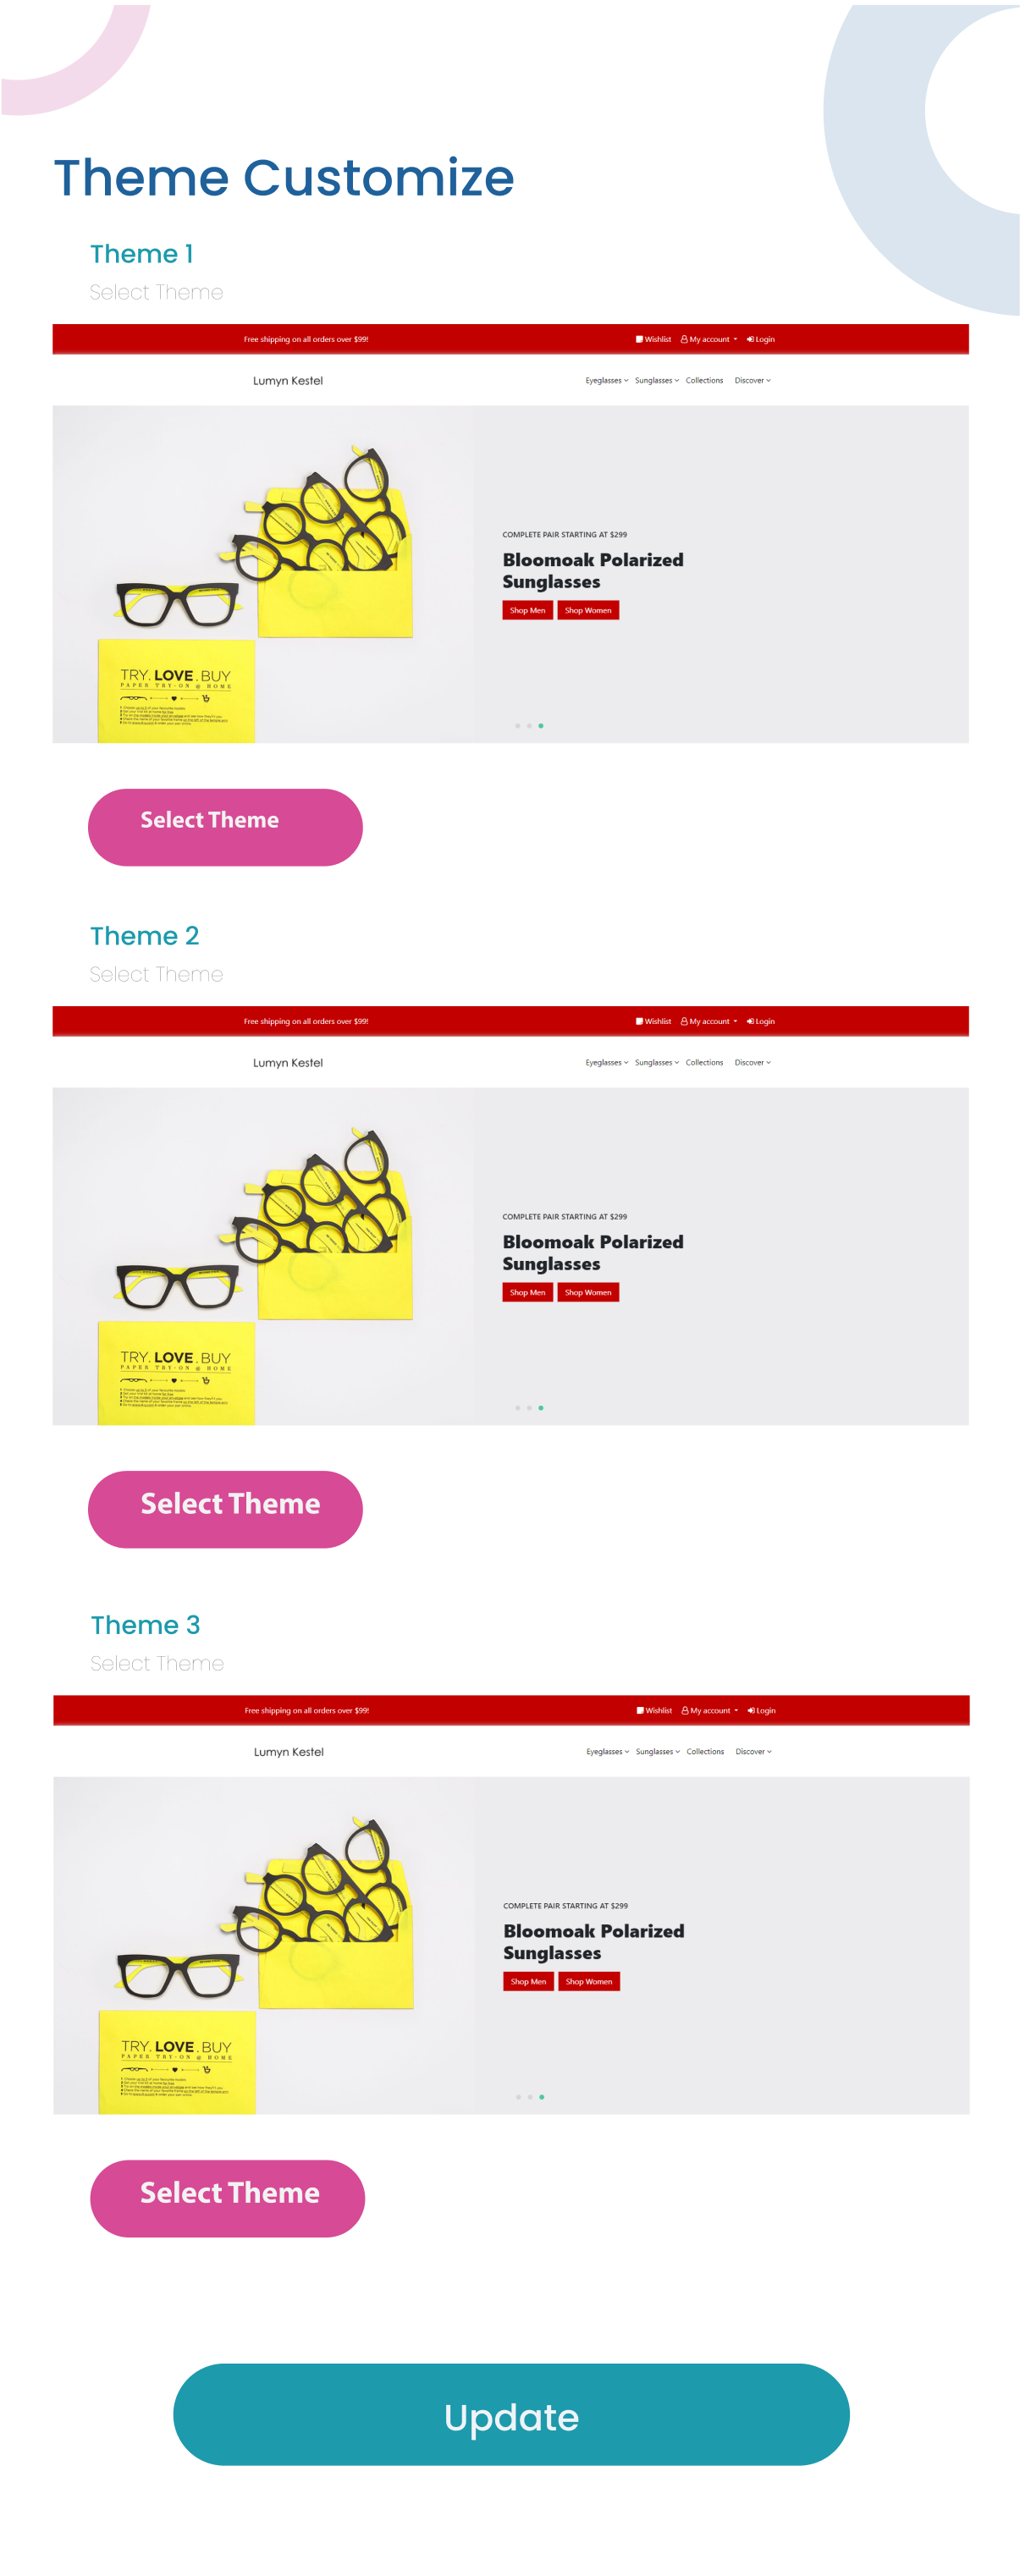 Theme Customize
Theme 1
Select Theme
Free shipping on all orders over $99!
Wishlist My account Login
Lumyn Kestel
Eyeglasses Sunglasses Collections Discover
COMPLETE PAIR STARTING AT $299
Bloomoak Polarized
Sunglasses
Shop Men Shop Women
TRY. LOVE. BUY
PAPER TRY-ON @ HOME
Select Theme
Theme 2
Select Theme
Free shipping on all orders over $99!
Wishlist My account Login
Lumyn Kestel
Eyeglasses Sunglasses Collections Discover
COMPLETE PAIR STARTING AT $299
Bloomoak Polarized
Sunglasses
Shop Men Shop Women
TRY. LOVE. BUY
PAPER TRY-ON @ HOME
Select Theme
Theme 3
Select Theme
Free shipping on all orders over $99!
Wishlist My account Login
Lumyn Kestel
Eyeglasses Sunglasses Collections Discover
COMPLETE PAIR STARTING AT $299
Bloomoak Polarized
Sunglasses
Shop Men Shop Women
TRY. LOVE. BUY
PAPER TRY-ON @ HOME
Select Theme
Update